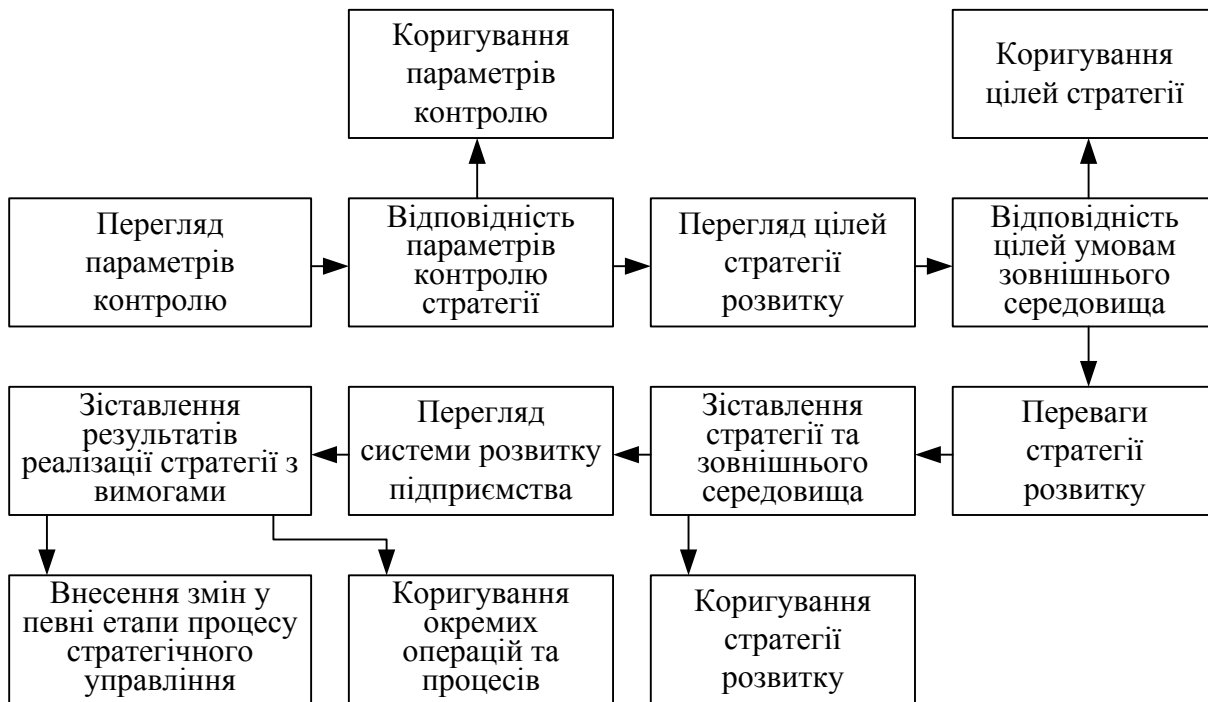 Коригування
параметрів
контролю
Коригування
цілей стратегії
Перегляд
параметрів
контролю
Відповідність
параметрів
контролю
стратегії
Перегляд цілей
стратегії
розвитку
Відповідність
цілей умовам
зовнішнього
середовища
Зіставлення
результатів
реалізації стратегії з
вимогами
Перегляд
системи розвитку
підприємства
Зіставлення
стратегії та
зовнішнього
середовища
Переваги
стратегії
розвитку
Внесення змін у
певні етапи процесу
стратегічного
управління
Коригування
окремих
операцій та
процесів
Коригування
стратегії
розвитку